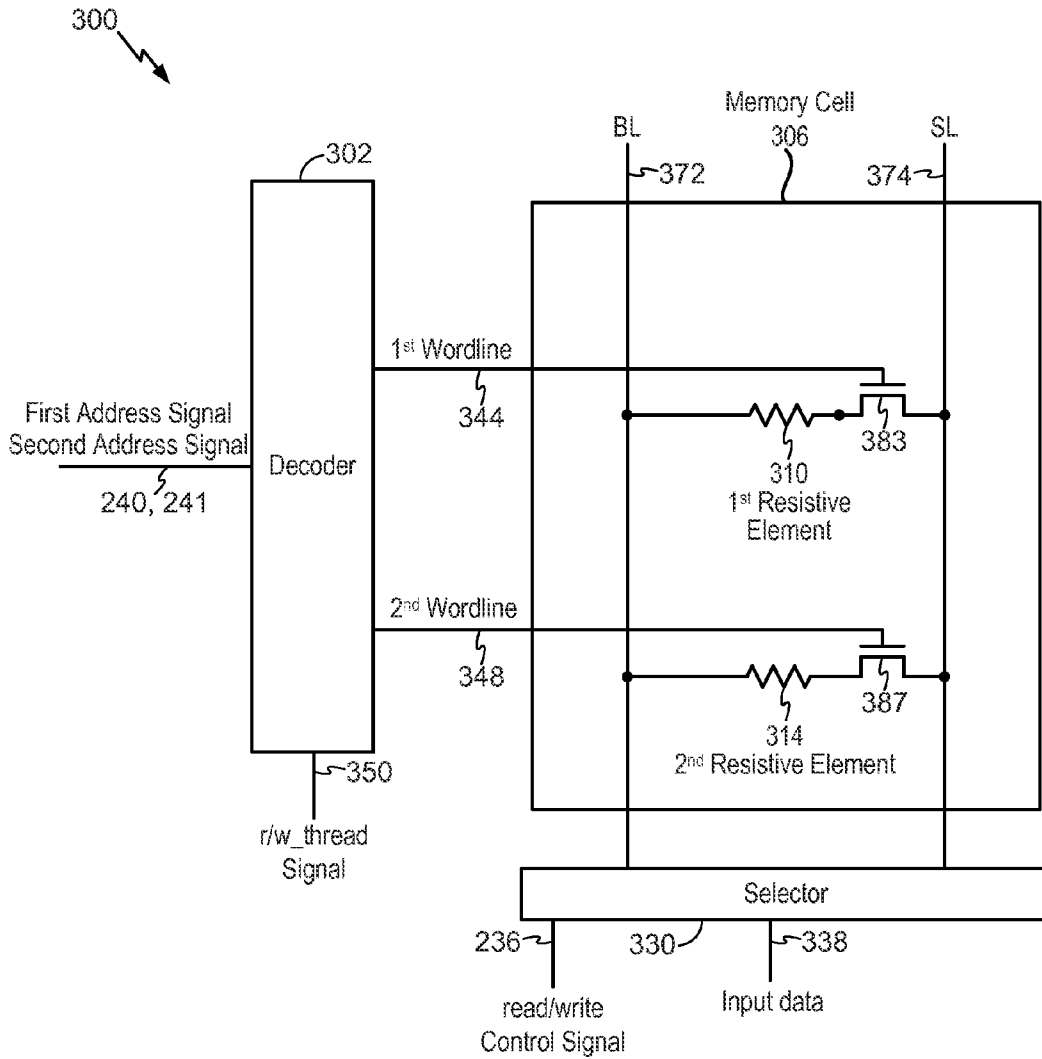 300
Memory Cell
306
BL
SL
302
372
374
1st Wordline
344
383
First Address Signal
Second Address Signal
Decoder
240, 241
310
1st Resistive
Element
2nd Wordline
348
387
314
2nd Resistive Element
350
r/w_thread
Signal
Selector
236
330
338
read/write
Control Signal
Input data